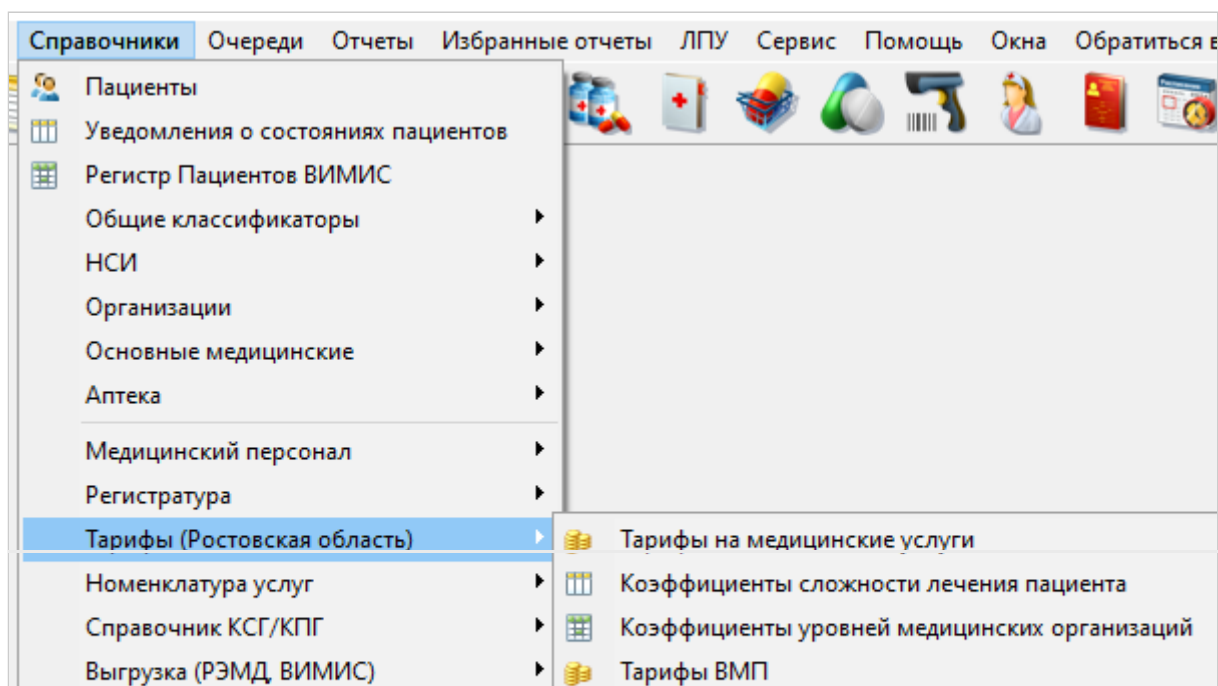 Справочники Очереди Отчеты Избранные отчеты ЛПУ Сервис Помощь Окна Обратиться в
Пациенты
Уведомления о состояниях пациентов
Регистр Пациентов ВИМИС
Общие классификаторы
НСИ
Организации
Основные медицинские
Аптека
Медицинский персонал
Регистратура
Тарифы (Ростовская область)
Тарифы на медицинские услуги
Номенклатура услуг
Коэффициенты сложности лечения пациента
Справочник КСГ/КПГ
Коэффициенты уровней медицинских организаций
Выгрузка (РЭМД, ВИМИС)
Тарифы ВМП